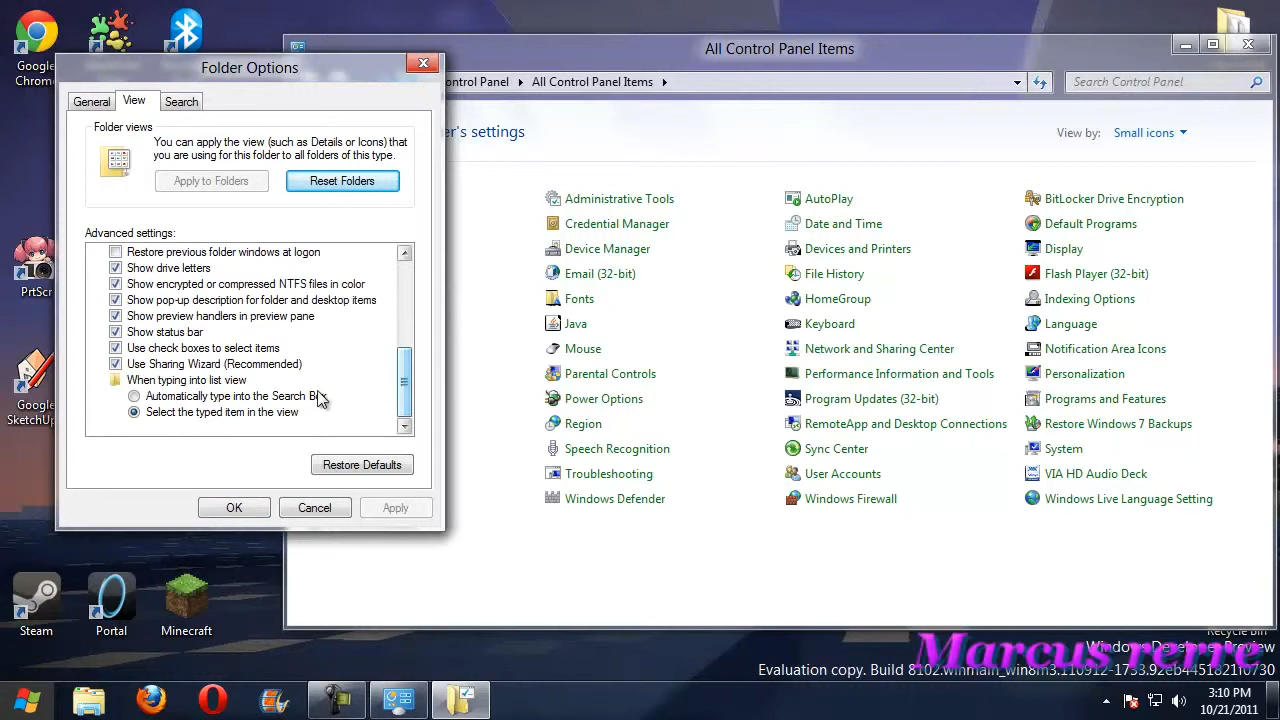 Google Chrome
All Control Panel Items
Folder Options
Control Panel
All Control Panel Items
Search Control Panel
General
View
Search
Folder views
You can apply the view (such as Details or Icons) that
you are using for this folder to all folders of this type.
Apply to Folders
Reset Folders
Advanced settings:
Restore previous folder windows at logon
Show drive letters
Show encrypted or compressed NTFS files in color
Show pop-up description for folder and desktop items
Show preview handlers in preview pane
Show status bar
Use check boxes to select items
Use Sharing Wizard (Recommended)
When typing into list view
Automatically type into the Search B
Select the typed item in the view
Restore Defaults
OK
Cancel
Apply
er's settings
View by:
Small icons
Administrative Tools
AutoPlay
BitLocker Drive Encryption
Credential Manager
Date and Time
Default Programs
Device Manager
Devices and Printers
Display
Email (32-bit)
File History
Flash Player (32-bit)
Fonts
HomeGroup
Indexing Options
Java
Keyboard
Language
Mouse
Network and Sharing Center
Notification Area Icons
Parental Controls
Performance Information and Tools
Personalization
Power Options
Program Updates (32-bit)
Programs and Features
Region
RemoteApp and Desktop Connections
Restore Windows 7 Backups
Speech Recognition
Sync Center
System
Troubleshooting
User Accounts
VIA HD Audio Deck
Windows Defender
Windows Firewall
Windows Live Language Setting
PrtScr
Google
SketchUp
Steam
Portal
Minecraft
Recycle Bin
Windows Developer Preview
Marcus
Evaluation copy. Build 8102.winmain_win8m3.110912-1733.92eb4451821f0730
3:10 PM
10/21/2011